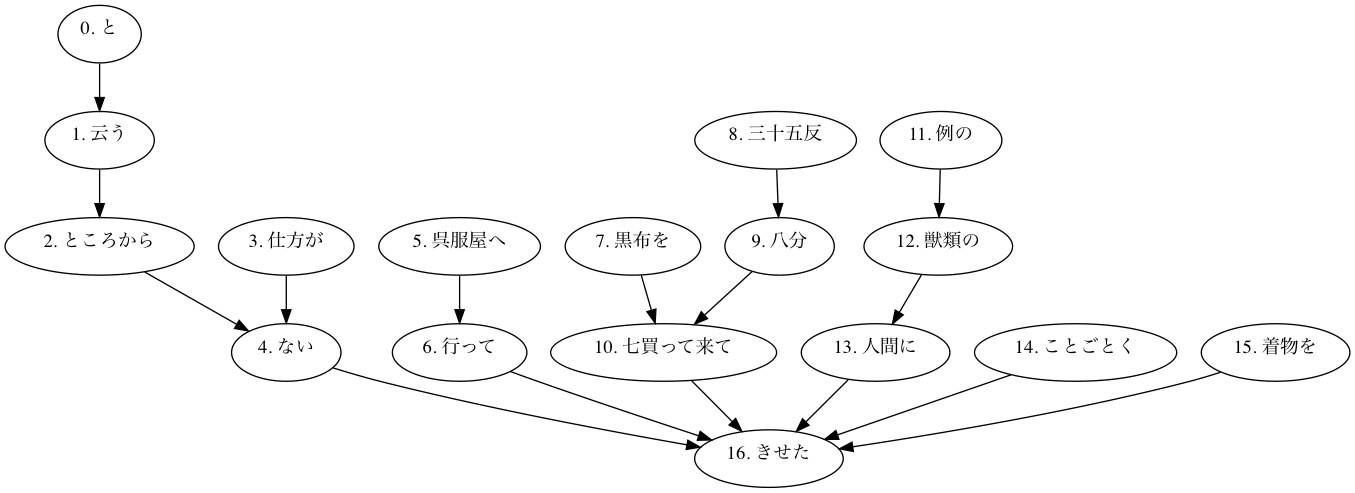 0. と
1. 云う
8. 三十五反
11. 例の
2. ところから
3. 仕方が
5. 呉服屋へ
7. 黒布を
9. 八分
12. 獣類の
4. ない
6. 行って
10. 七買って来て
13. 人間に
14. ことごとく
15. 着物を
16. きせた